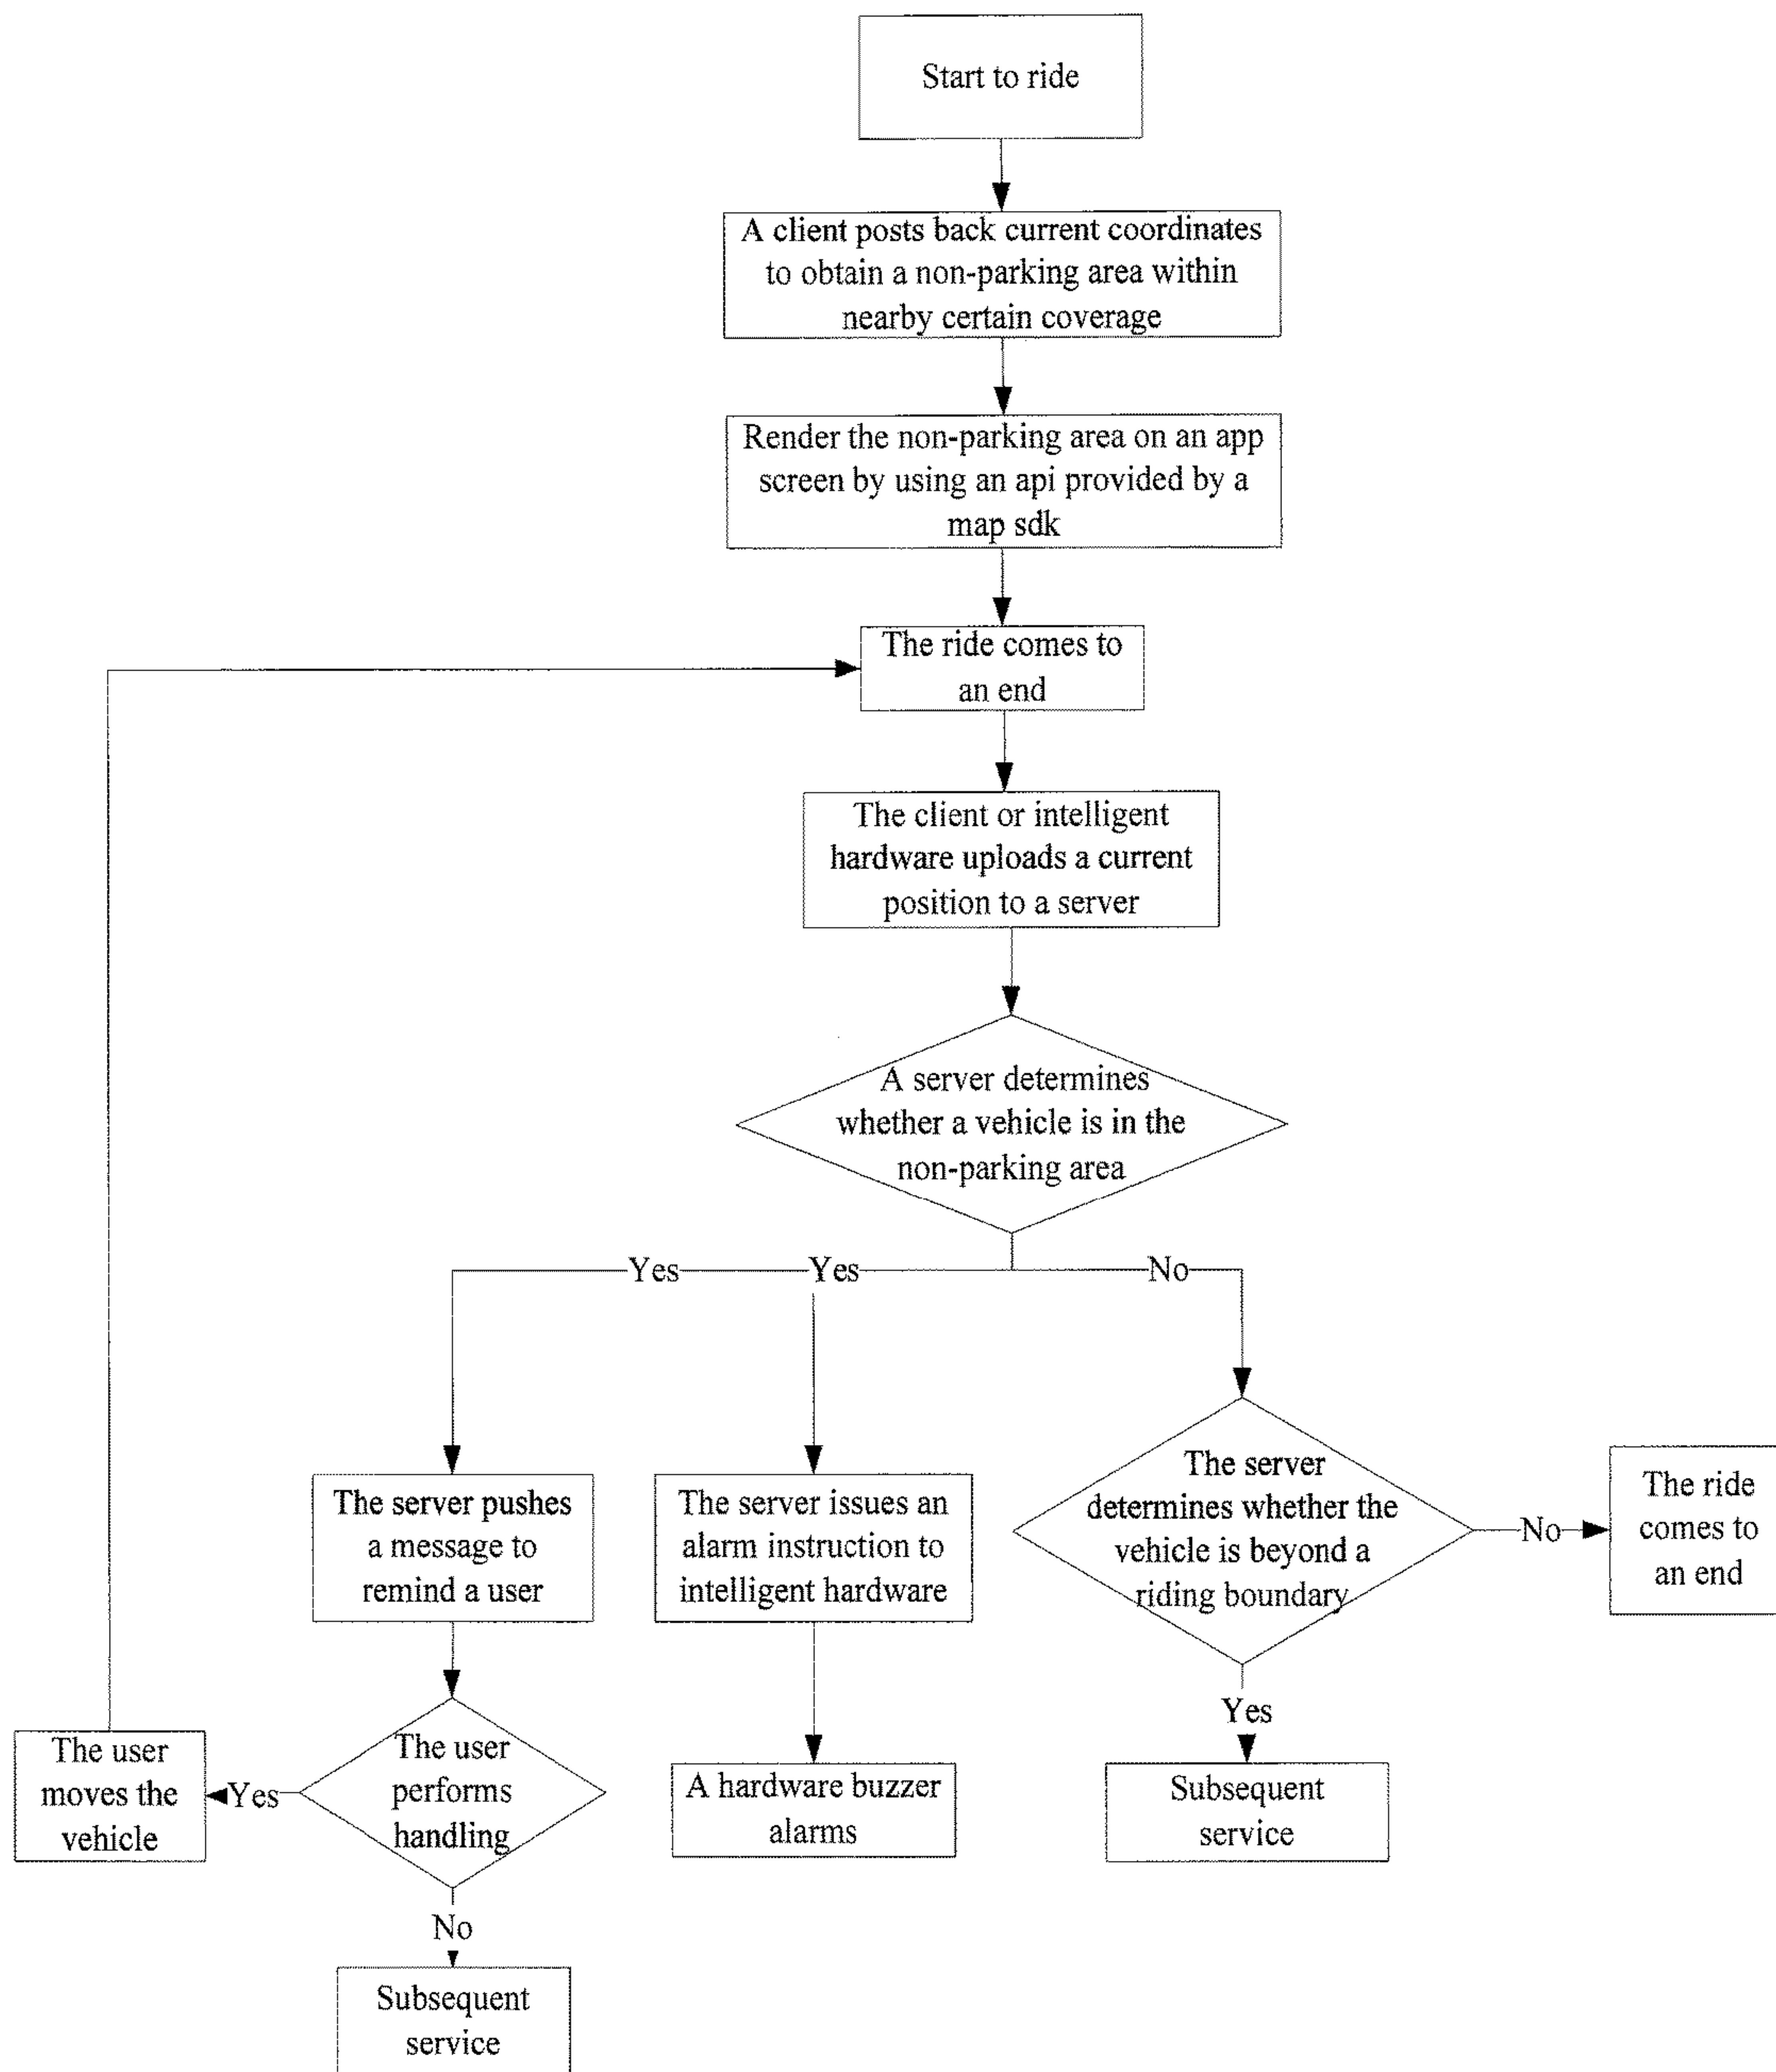 Start to ride
A client posts back current coordinates
to obtain a non-parking area within
nearby certain coverage
Render the non-parking area on an app
screen by using an api provided by a
map sdk
The ride comes to
an end
The client or intelligent
hardware uploads a current
position to a server
A server determines
whether a vehicle is in the
non-parking area
Yes
Yes
No
The server pushes
a message to
remind a user
The server issues an
alarm instruction to
intelligent hardware
The server
determines whether the
vehicle is beyond a
riding boundary
No
The ride
comes to
an end
Yes
The user
moves the
vehicle
Yes
The user
performs
handling
A hardware buzzer
alarms
Subsequent
service
No
Subsequent
service